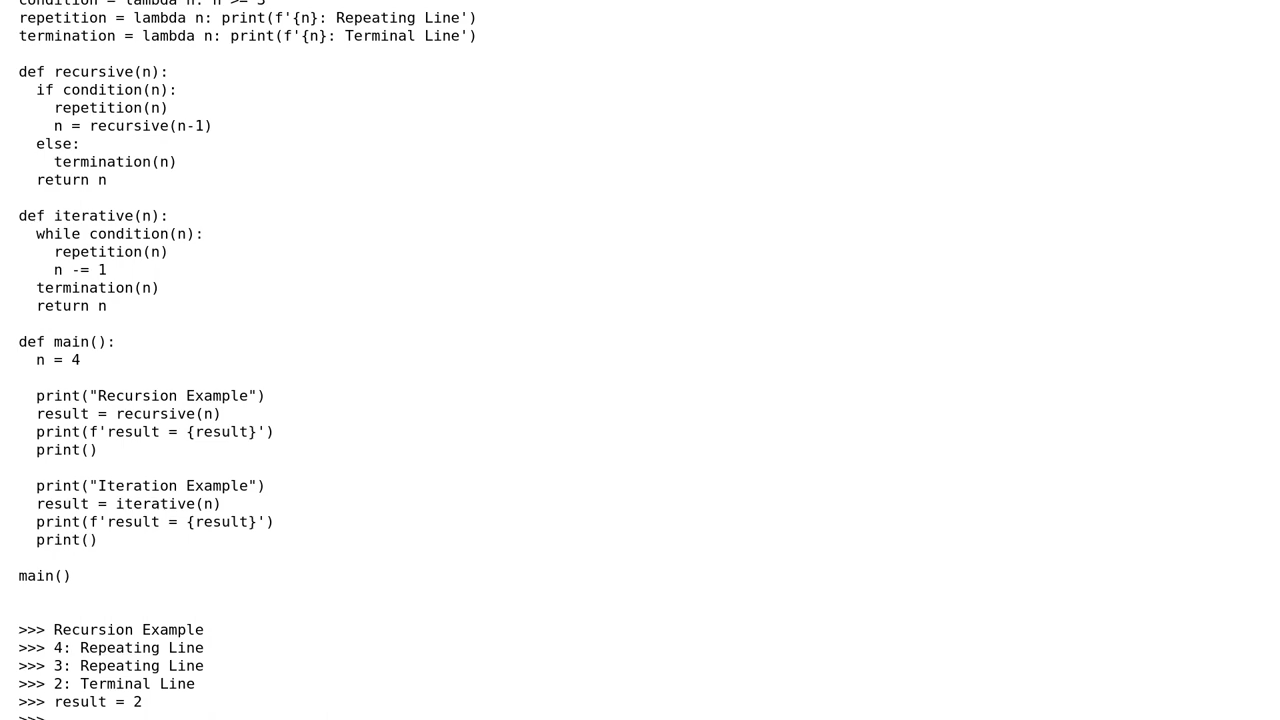 condition = lambda n: n >= 3
repetition = lambda n: print(f'{n}: Repeating Line')
termination = lambda n: print(f'{n}: Terminal Line')

def recursive(n):
  if condition(n):
    repetition(n)
    n = recursive(n-1)
  else:
    termination(n)
  return n

def iterative(n):
  while condition(n):
    repetition(n)
    n -= 1
  termination(n)
  return n

def main():
  n = 4

  print("Recursion Example")
  result = recursive(n)
  print(f'result = {result}')
  print()

  print("Iteration Example")
  result = iterative(n)
  print(f'result = {result}')
  print()

main()

>>> Recursion Example
>>> 4: Repeating Line
>>> 3: Repeating Line
>>> 2: Terminal Line
>>> result = 2
>>>